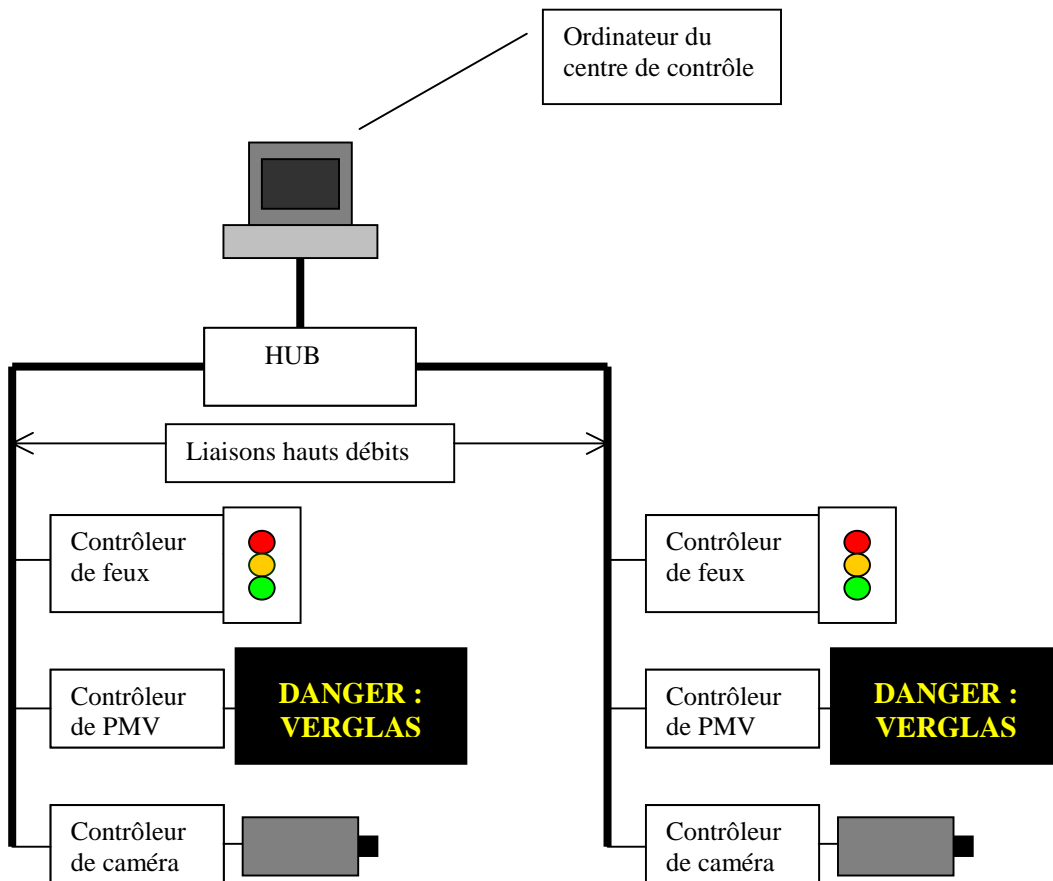 Ordinateur du
centre de contrôle
HUB
Liaisons hauts débits
Contrôleur
de feux
Contrôleur
de feux
Contrôleur
de PMV
DANGER :
VERGLAS
Contrôleur
de PMV
DANGER :
VERGLAS
Contrôleur
de caméra
Contrôleur
de caméra